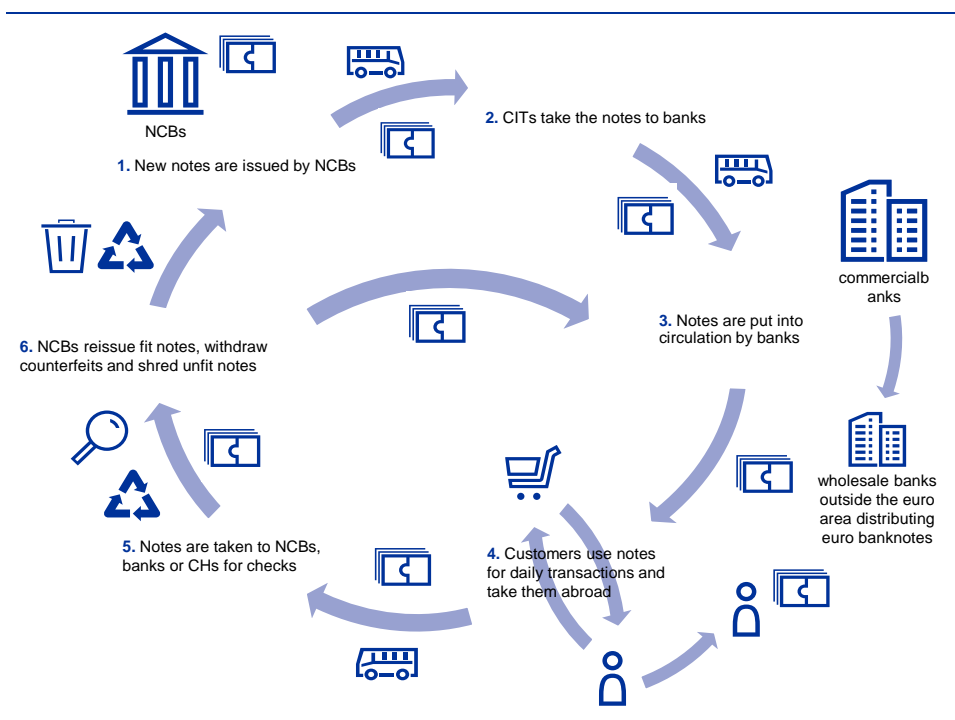 NCBs
1. New notes are issued by NCBs
2. CITs take the notes to banks
commercialb
anks
3. Notes are put into
circulation by banks
6. NCBs reissue fit notes, withdraw
counterfeits and shred unfit notes
wholesale banks
outside the euro
area distributing
euro banknotes
5. Notes are taken to NCBs,
banks or CHs for checks
4. Customers use notes
for daily transactions and
take them abroad